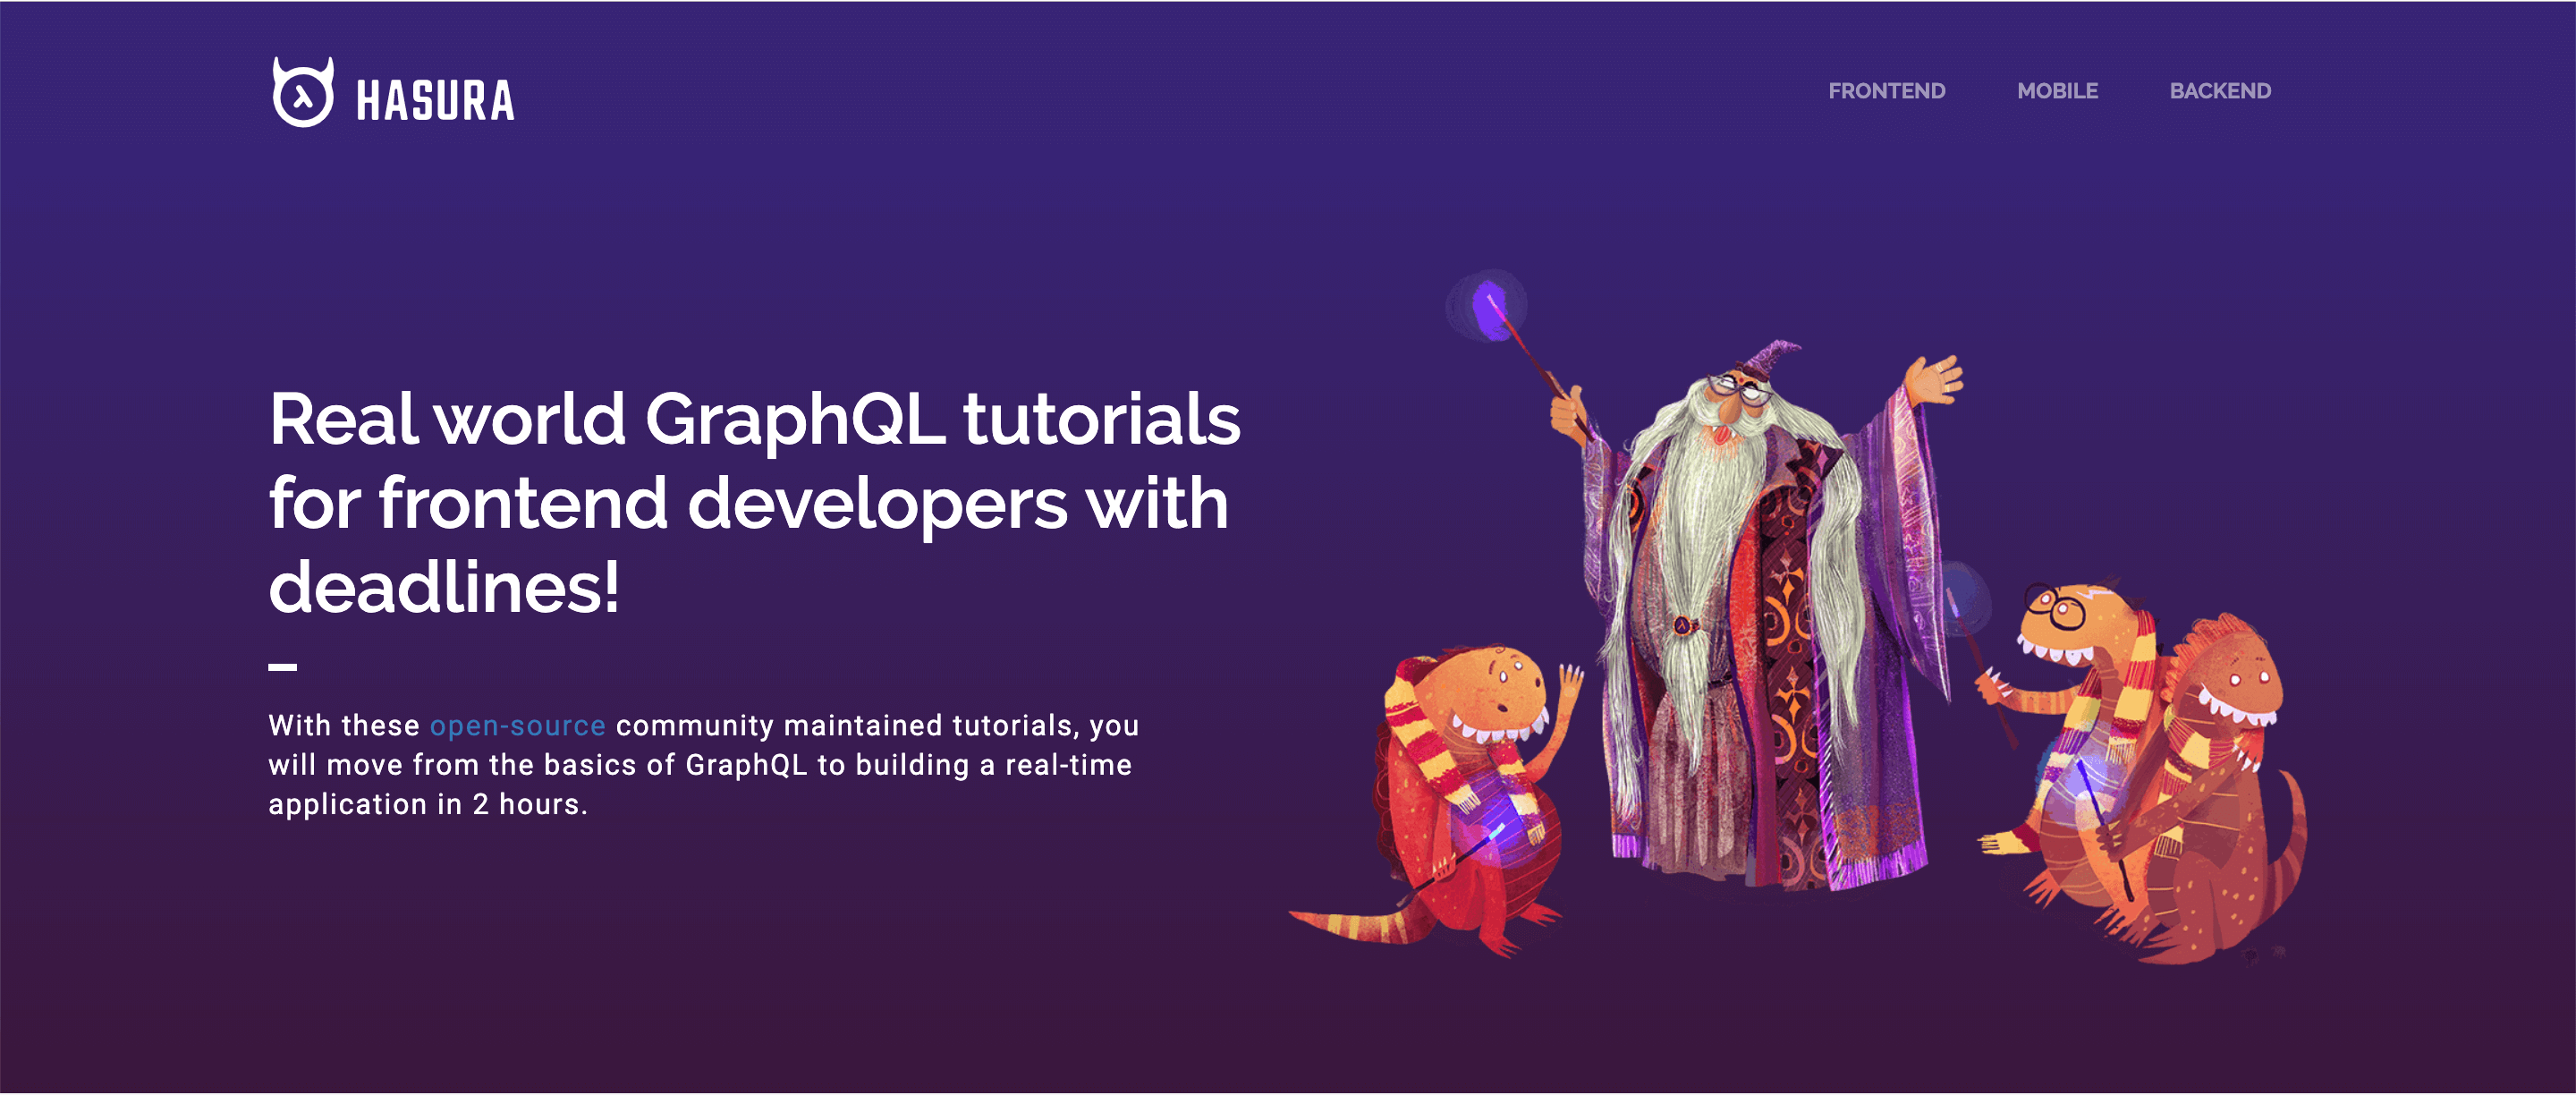 HASURA
FRONTEND MOBILE BACKEND
Real world GraphQL tutorials
for frontend developers with
deadlines!
With these open-source community maintained tutorials, you
will move from the basics of GraphQL to building a real-time
application in 2 hours.